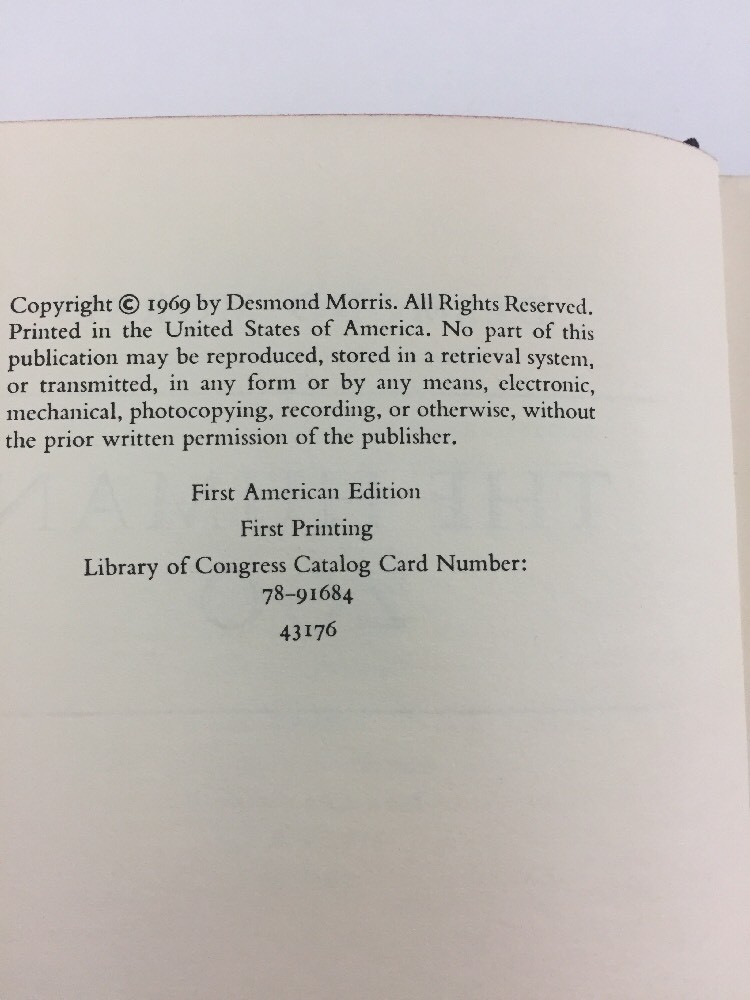 Copyright © 1969 by Desmond Morris. All Rights Reserved.
Printed in the United States of America. No part of this
publication may be reproduced, stored in a retrieval system,
or transmitted, in any form or by any means, electronic,
mechanical, photocopying, recording, or otherwise, without
the prior written permission of the publisher.
First American Edition
First Printing
Library of Congress Catalog Card Number:
78–91684
43176